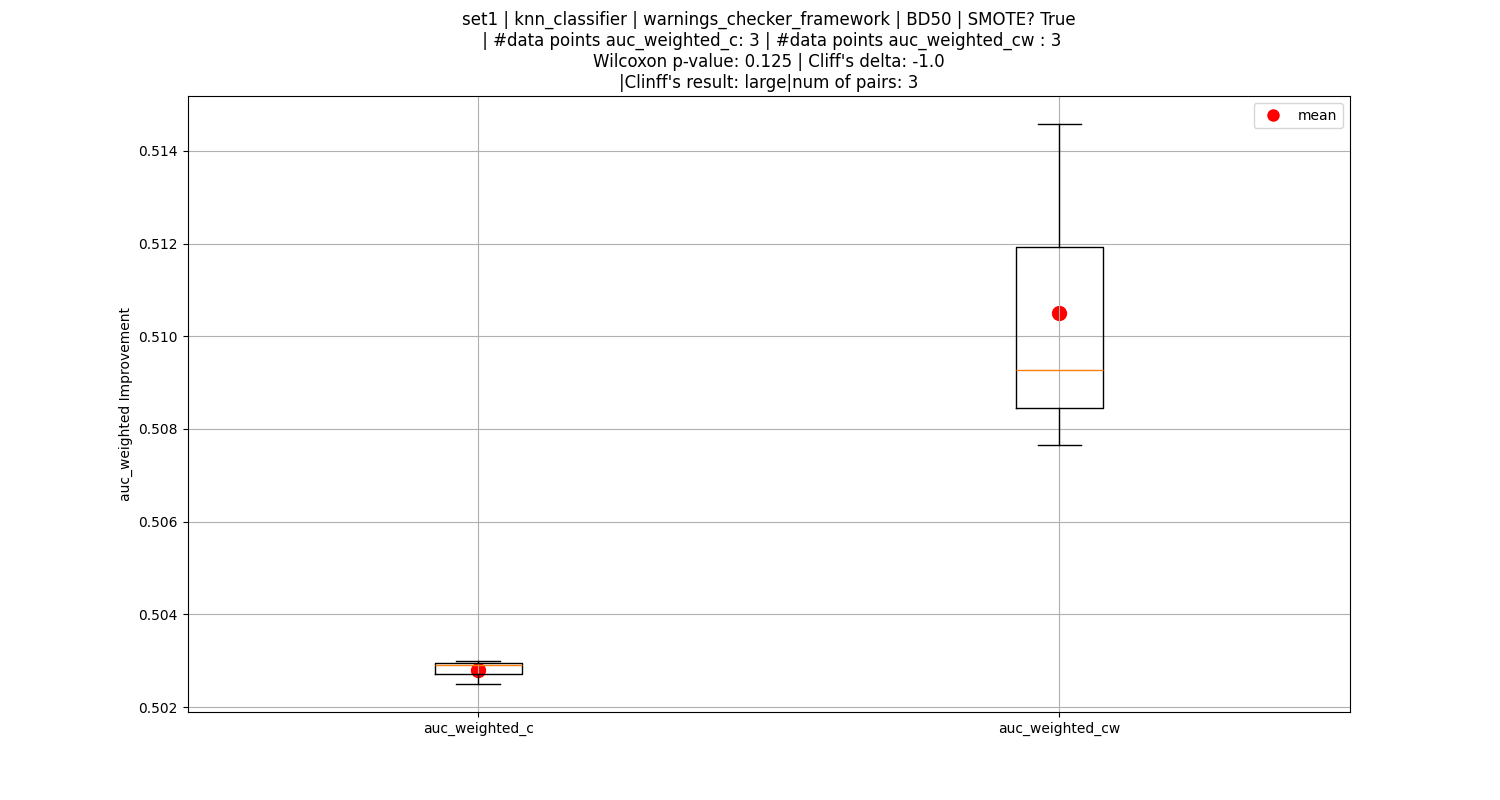 set1 | knn_classifier | warnings_checker_framework | BD50 | SMOTE? True
| #data points auc_weighted_c: 3 | #data points auc_weighted_cw : 3
Wilcoxon p-value: 0.125 | Cliff's delta: -1.0
|Clinff's result: large|num of pairs: 3
mean
0.514
0.512
0.510
0.508
0.506
0.504
0.502
auc_weighted Improvement
auc_weighted_c
auc_weighted_cw